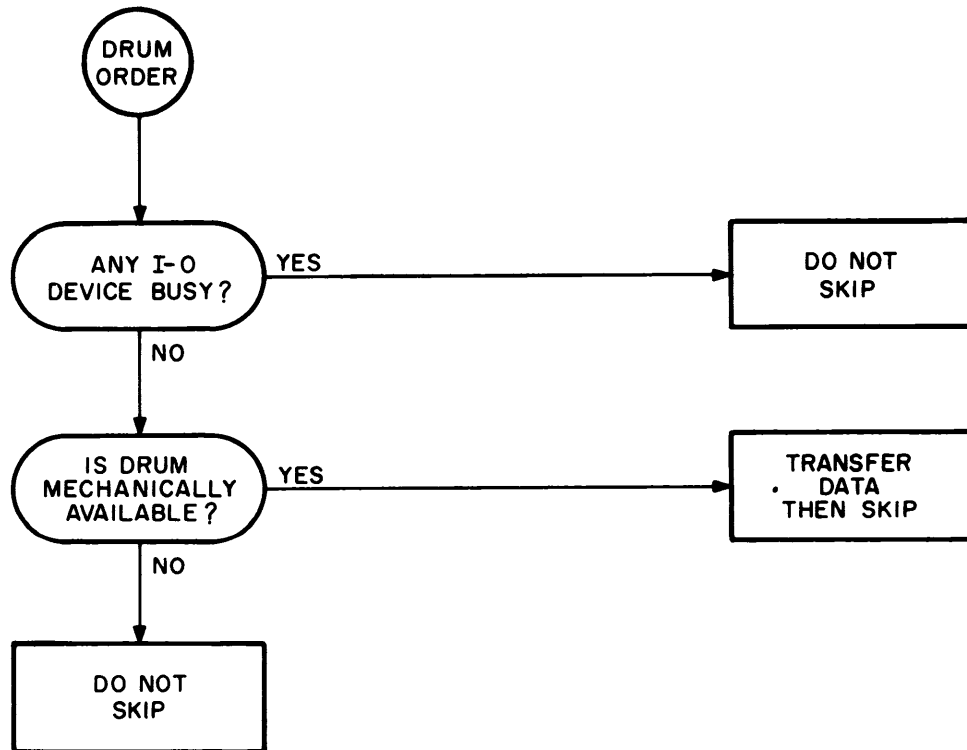 DRUM
ORDER
ANY I-O
DEVICE BUSY?
YES
DO NOT
SKIP
NO
IS DRUM
MECHANICALLY
AVAILABLE?
YES
TRANSFER
DATA
THEN SKIP
NO
DO NOT
SKIP